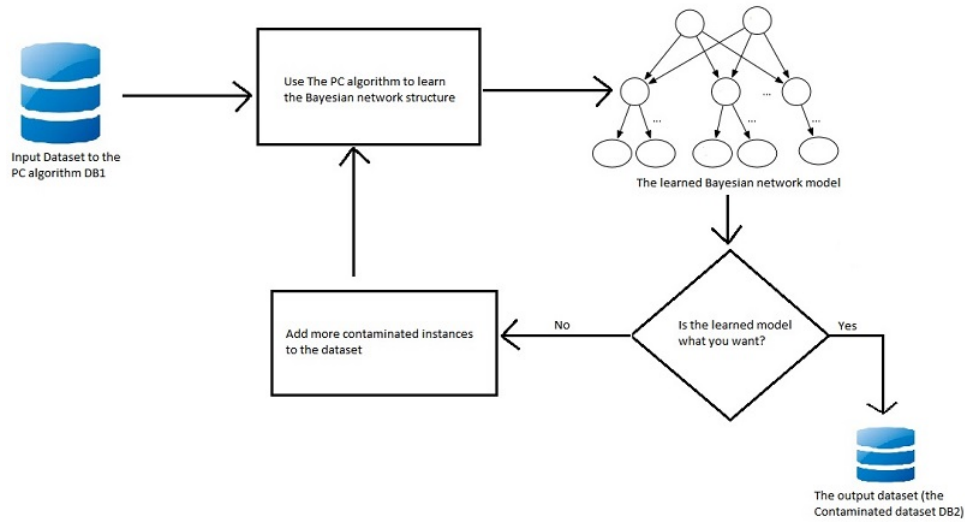 Use The PC algorithm to learn
the Bayesian network structure
...
...
...
...
Input Dataset to the
PC algorithm DB1
The learned Bayesian network model
Add more contaminated instances
to the dataset
No
Is the learned model
what you want?
Yes
The output dataset (the
Contaminated dataset DB2)